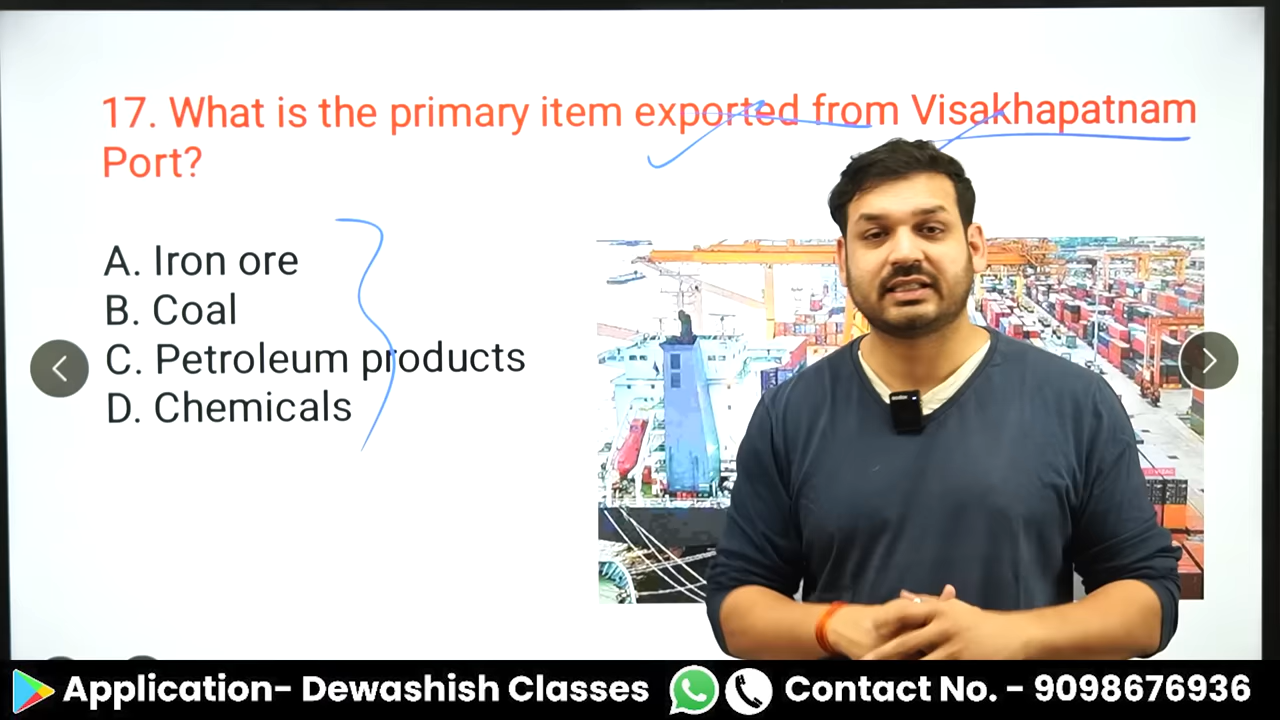 17. What is the primary item exported from Visakhapatnam
Port?
A. Iron ore
B. Coal
C. Petroleum products
D. Chemicals
Application- Dewashish Classes
Contact No. - 9098676936